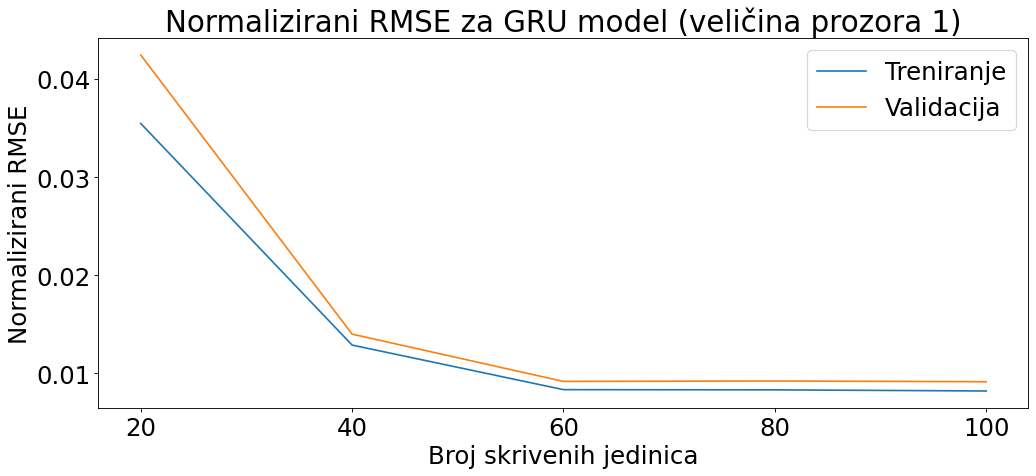 Normalizirani RMSE za GRU model (veličina prozora 1)
Treniranje
Validacija
Normalizirani RMSE
0.04
0.03
0.02
0.01
20 40 60 80 100
Broj skrivenih jedinica